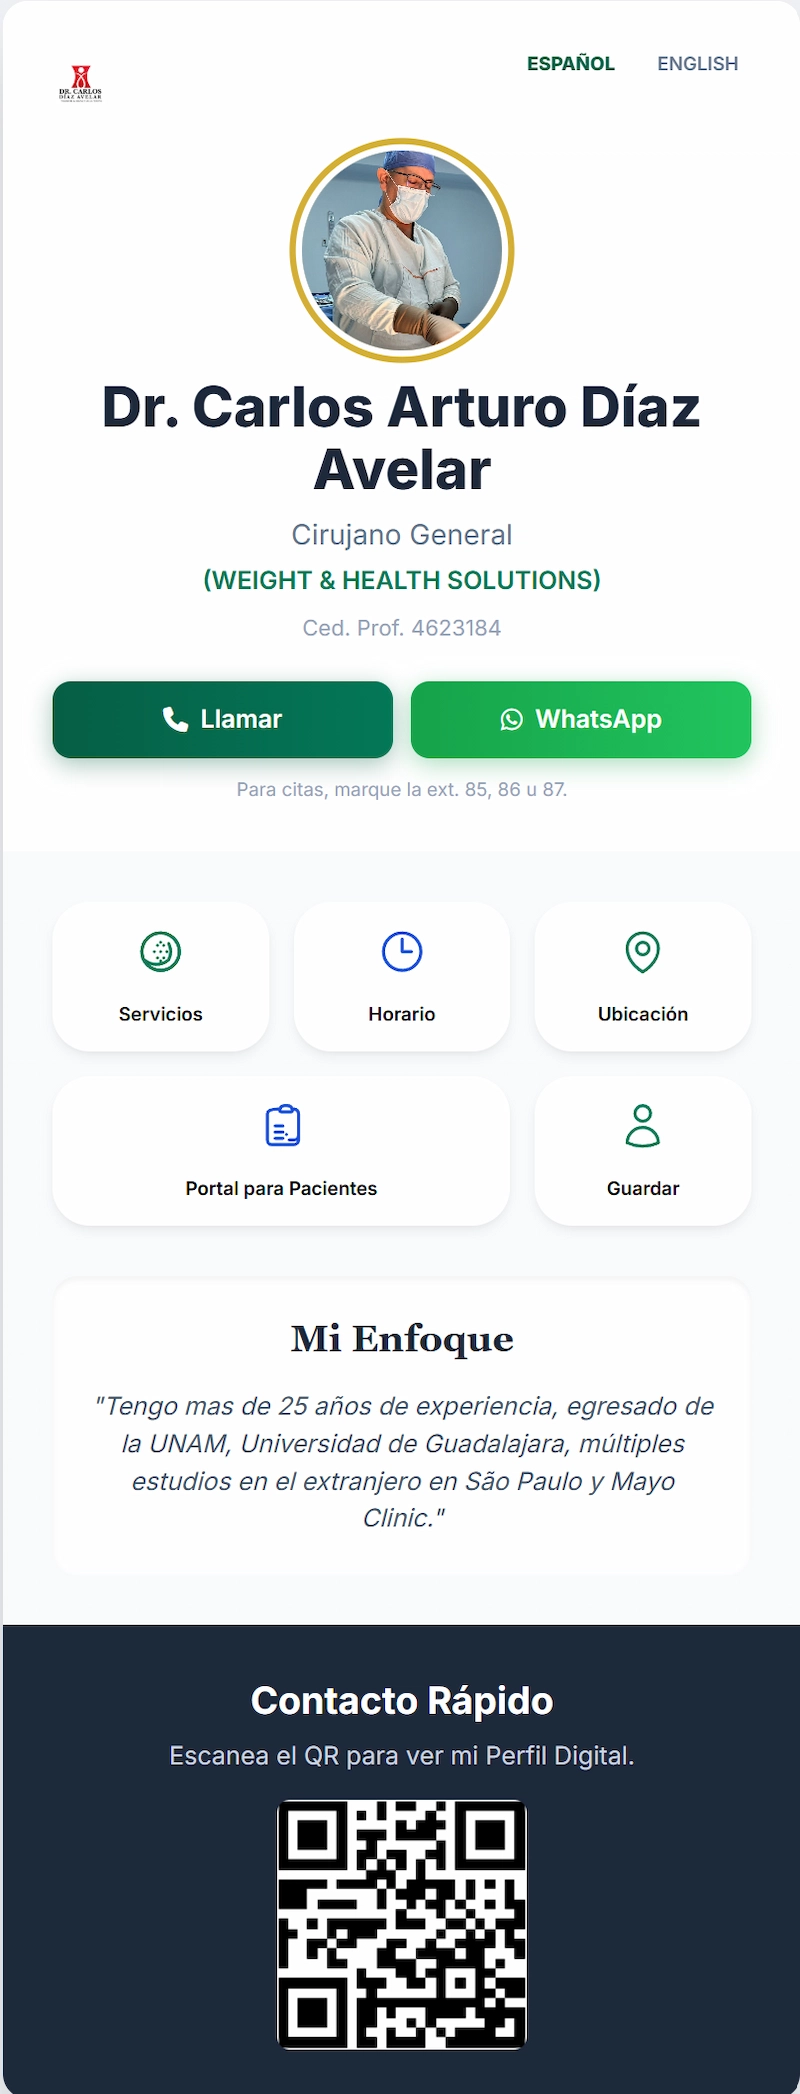 ESPAÑOL
ENGLISH
DR. CARLOS
DÍAZ AVELAR
Dr. Carlos Arturo Díaz
Avelar
Cirujano General
(WEIGHT & HEALTH SOLUTIONS)
Ced. Prof. 4623184
Llamar
WhatsApp
Para citas, marque la ext. 85, 86 u 87.
Servicios
Horario
Ubicación
Portal para Pacientes
Guardar
Mi Enfoque
"Tengo mas de 25 años de experiencia, egresado de
la UNAM, Universidad de Guadalajara, múltiples
estudios en el extranjero en São Paulo y Mayo
Clinic."
Contacto Rápido
Escanea el QR para ver mi Perfil Digital.